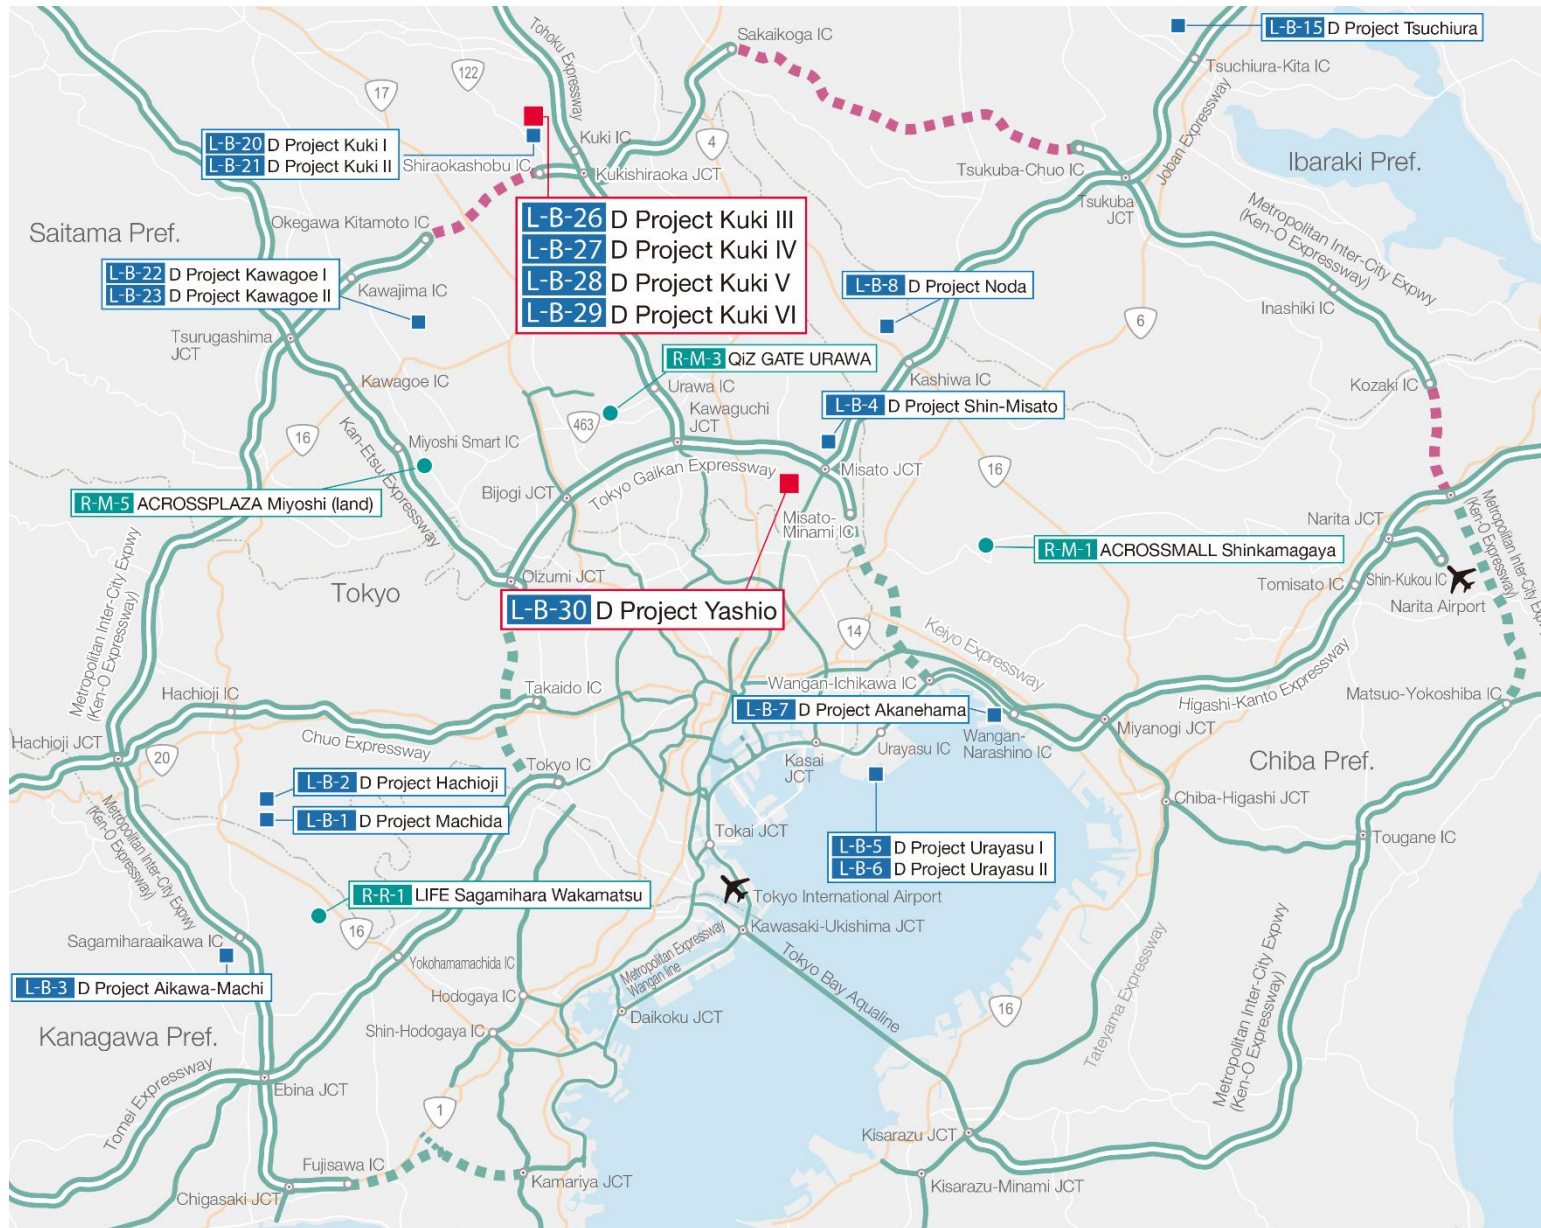 L-B-15 D Project Tsuchiura
Sakaikoga IC
Tohoku Expressway
122
17
Tsuchiura-Kita IC
Joban Expressway
L-B-20 D Project Kuki I
L-B-21 D Project Kuki II
Kuki IC
4
Shiraokashobu IC
Kukishiraoka JCT
Tsukuba-Chuo IC
Ibaraki Pref.
Tsukuba
JCT
Okegawa Kitamoto IC
Saitama Pref.
L-B-26 D Project Kuki III
L-B-27 D Project Kuki IV
L-B-28 D Project Kuki V
L-B-29 D Project Kuki VI
Metropolitan Inter-City Expwy
(Ken-O Expressway)
L-B-22 D Project Kawagoe I
L-B-23 D Project Kawagoe II
Kawajima IC
L-B-8 D Project Noda
Inashiki IC
6
Tsurugashima
JCT
R-M-3 QiZ GATE URAWA
Kawagoe IC
Urawa IC
Kashiwa IC
Kozaki IC
Kawaguchi
JCT
L-B-4 D Project Shin-Misato
463
16
Kan-Etsu Expressway
Miyoshi Smart IC
Tokyo Gaikan Expressway
Misato JCT
16
R-M-5 ACROSSPLAZA Miyoshi (land)
Bijogi JCT
Misato-
Minami IC
Narita JCT
Metropolitan Inter-City Expwy
(Ken-O Expressway)
R-M-1 ACROSSMALL Shinkamagaya
Metropolitan Inter-City Expwy
(Ken-O Expressway)
Oizumi JCT
Tokyo
Tomisato IC
Shin-Kukou IC
Narita Airport
L-B-30 D Project Yashio
14
Keiyo Expressway
Wangan-Ichikawa IC
Higashi-Kanto Expressway
Matsuo-Yokoshiba IC
Hachioji IC
Takaido IC
L-B-7 D Project Akanehama
Miyanogi JCT
Hachioji JCT
Chuo Expressway
Urayasu IC
Wangan-
Narashino IC
Kasai
JCT
20
Tokyo IC
Chiba Pref.
L-B-2 D Project Hachioji
Chiba-Higashi JCT
L-B-1 D Project Machida
Metropolitan Inter-City Expwy
(Ken-O Expressway)
Tokai JCT
L-B-5 D Project Urayasu I
L-B-6 D Project Urayasu II
Tougane IC
R-R-1 LIFE Sagamihara Wakamatsu
Tokyo International Airport
16
Sagamiharaaikawa IC
Kawasaki-Ukishima JCT
Yokohamamachida IC
Metropolitan Expressway
Wangan line
Tokyo Bay Aqualine
L-B-3 D Project Aikawa-Machi
Hodogaya IC
16
Tateyama Expressway
Metropolitan Inter-City Expwy
(Ken-O Expressway)
Daikoku JCT
Kanagawa Pref.
Shin-Hodogaya IC
Tomei Expressway
Ebina JCT
1
Kisarazu JCT
Fujisawa IC
Kamariya JCT
Chigasaki JCT
Kisarazu-Minami JCT